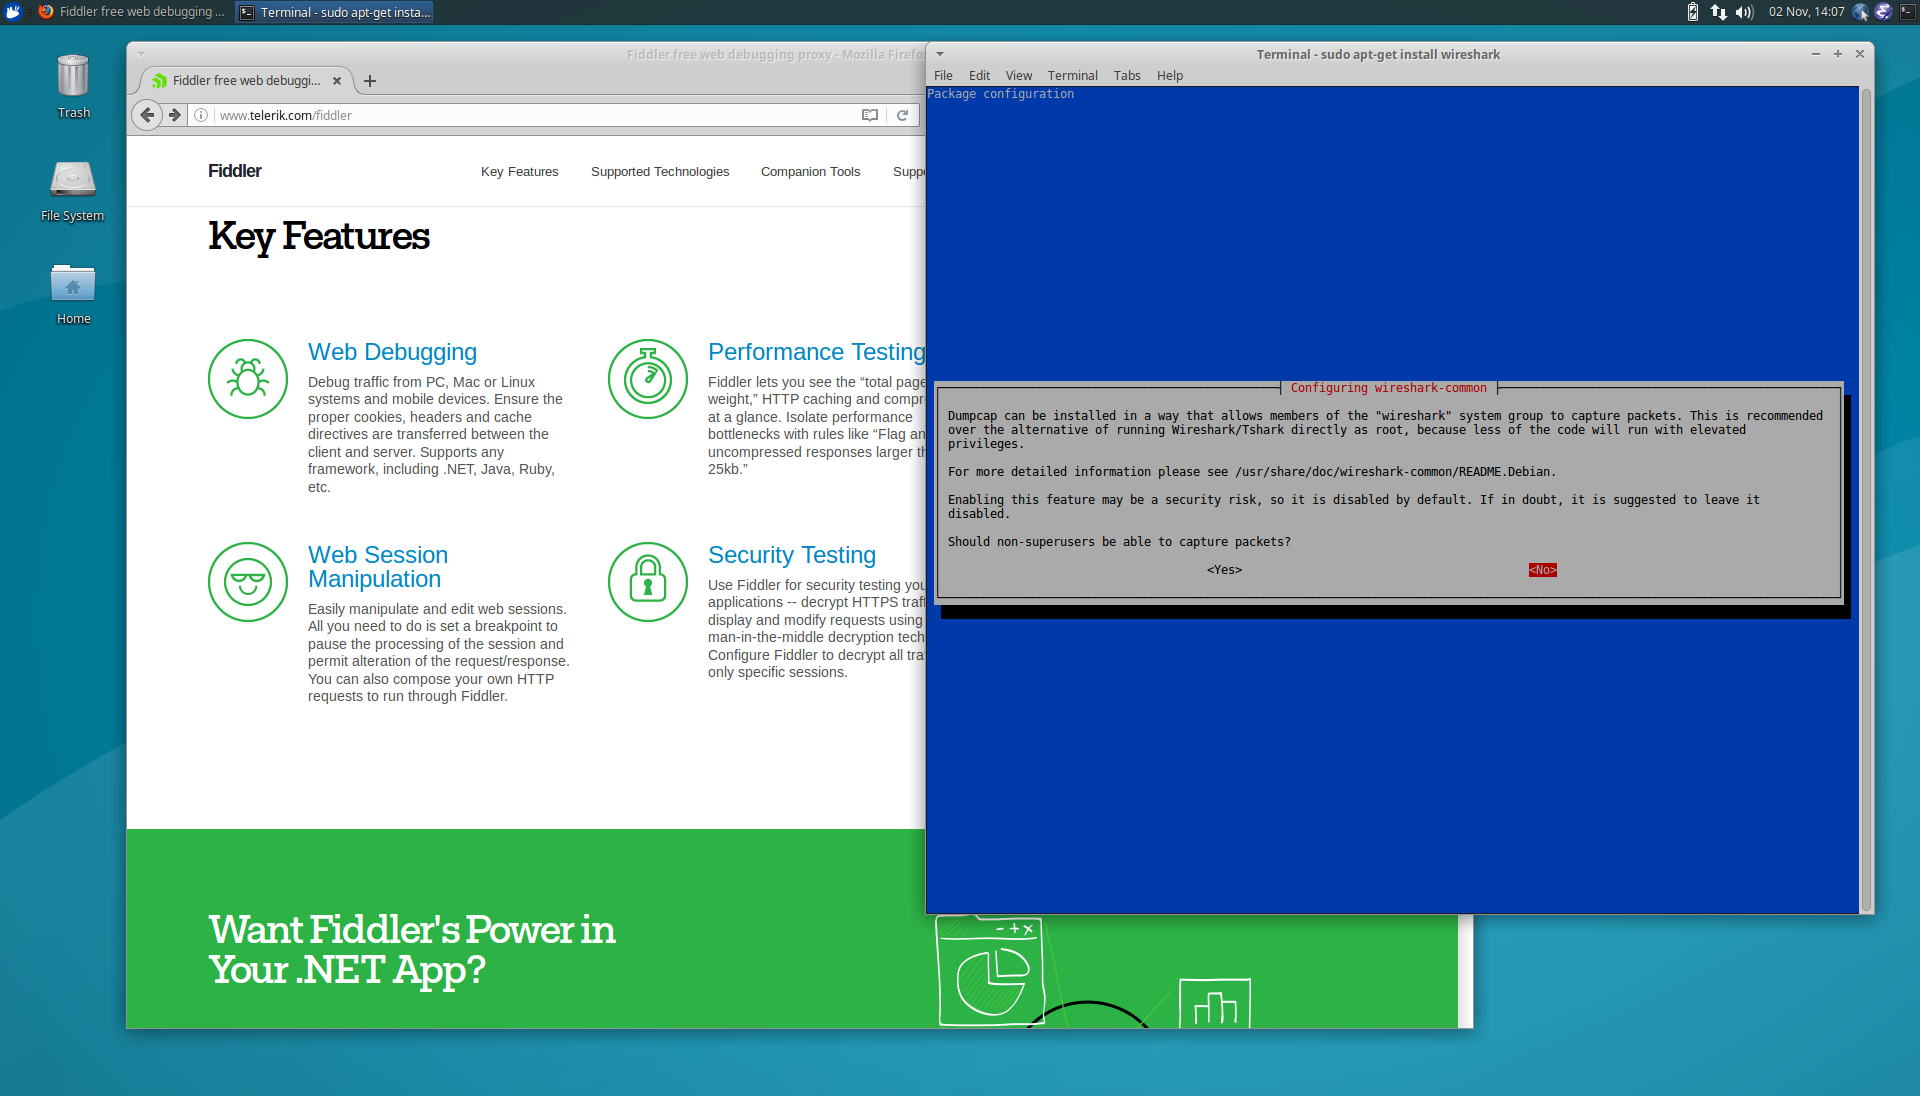 Fiddler free web debugging ...
Terminal - sudo apt-get insta...
02 Nov, 14:07
Trash
File System
Home
Fiddler free web debugging proxy - Mozilla Firefo
Fiddler free web debuggi...
www.telerik.com/fiddler
Fiddler
Key Features
Supported Technologies
Companion Tools
Suppo
Key Features
Web Debugging
Debug traffic from PC, Mac or Linux
systems and mobile devices. Ensure the
proper cookies, headers and cache
directives are transferred between the
client and server. Supports any
framework, including .NET, Java, Ruby,
etc.
Performance Testing
Fiddler lets you see the “total page
weight,” HTTP caching and compr
at a glance. Isolate performance
bottlenecks with rules like “Flag an
uncompressed responses larger th
25kb.”
Web Session
Manipulation
Easily manipulate and edit web sessions.
All you need to do is set a breakpoint to
pause the processing of the session and
permit alteration of the request/response.
You can also compose your own HTTP
requests to run through Fiddler.
Security Testing
Use Fiddler for security testing you
applications -- decrypt HTTPS traff
display and modify requests using
man-in-the-middle decryption tech
Configure Fiddler to decrypt all traf
only specific sessions.
Want Fiddler's Power in
Your .NET App?
Terminal - sudo apt-get install wireshark
File Edit View Terminal Tabs Help
Package configuration
Configuring wireshark-common
Dumpcap can be installed in a way that allows members of the "wireshark" system group to capture packets. This is recommended
over the alternative of running Wireshark/Tshark directly as root, because less of the code will run with elevated
privileges.
For more detailed information please see /usr/share/doc/wireshark-common/README.Debian.
Enabling this feature may be a security risk, so it is disabled by default. If in doubt, it is suggested to leave it
disabled.
Should non-superusers be able to capture packets?
<Yes> <No>